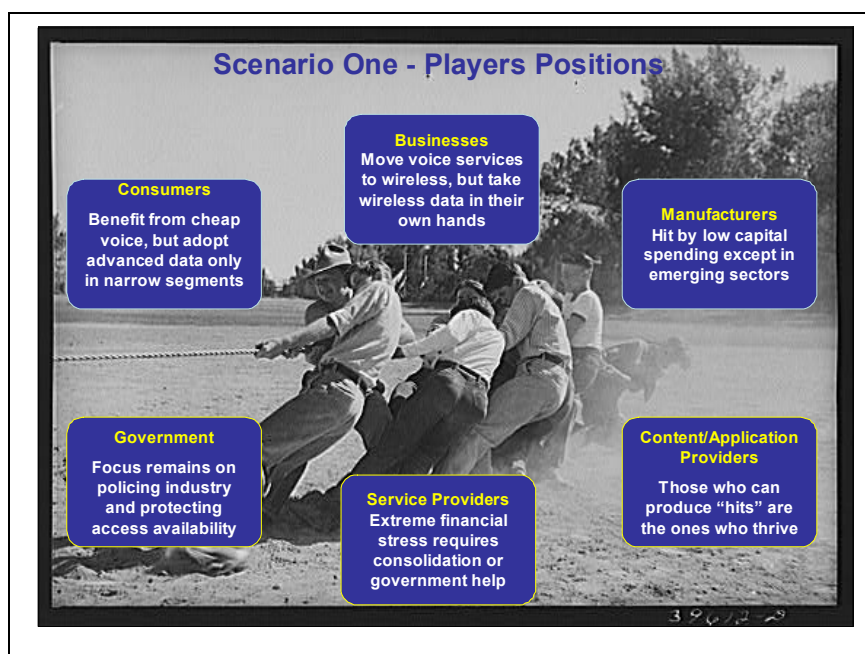 Scenario One - Players Positions
Businesses
Move voice services
to wireless, but take
wireless data in their
own hands
Consumers
Benefit from cheap
voice, but adopt
advanced data only
in narrow segments
Manufacturers
Hit by low capital
spending except in
emerging sectors
Government
Focus remains on
policing industry
and protecting
access availability
Service Providers
Extreme financial
stress requires
consolidation or
government help
Content/Application
Providers
Those who can
produce “hits” are
the ones who thrive